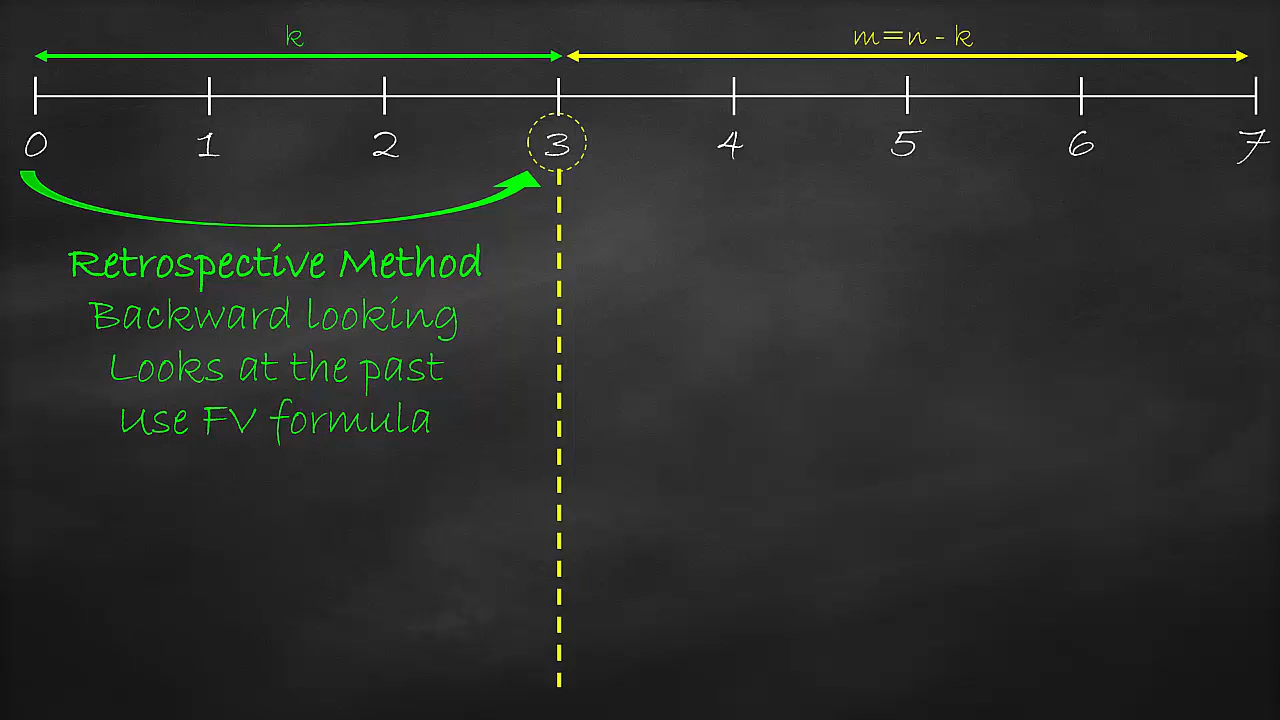 k m=n - k
0 1 2 3 4 5 6 7
Retrospective Method
Backward looking
Looks at the past
Use FV formula